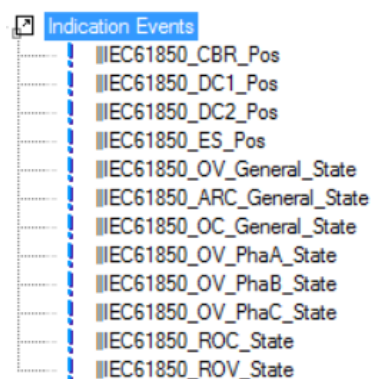 Indication Events
IEC61850_CBR_Pos
IEC61850_DC1_Pos
IEC61850_DC2_Pos
IEC61850_ES_Pos
IEC61850_OV_General_State
IEC61850_ARC_General_State
IEC61850_OC_General_State
IEC61850_OV_PhaA_State
IEC61850_OV_PhaB_State
IEC61850_OV_PhaC_State
IEC61850_ROC_State
IEC61850_ROV_State